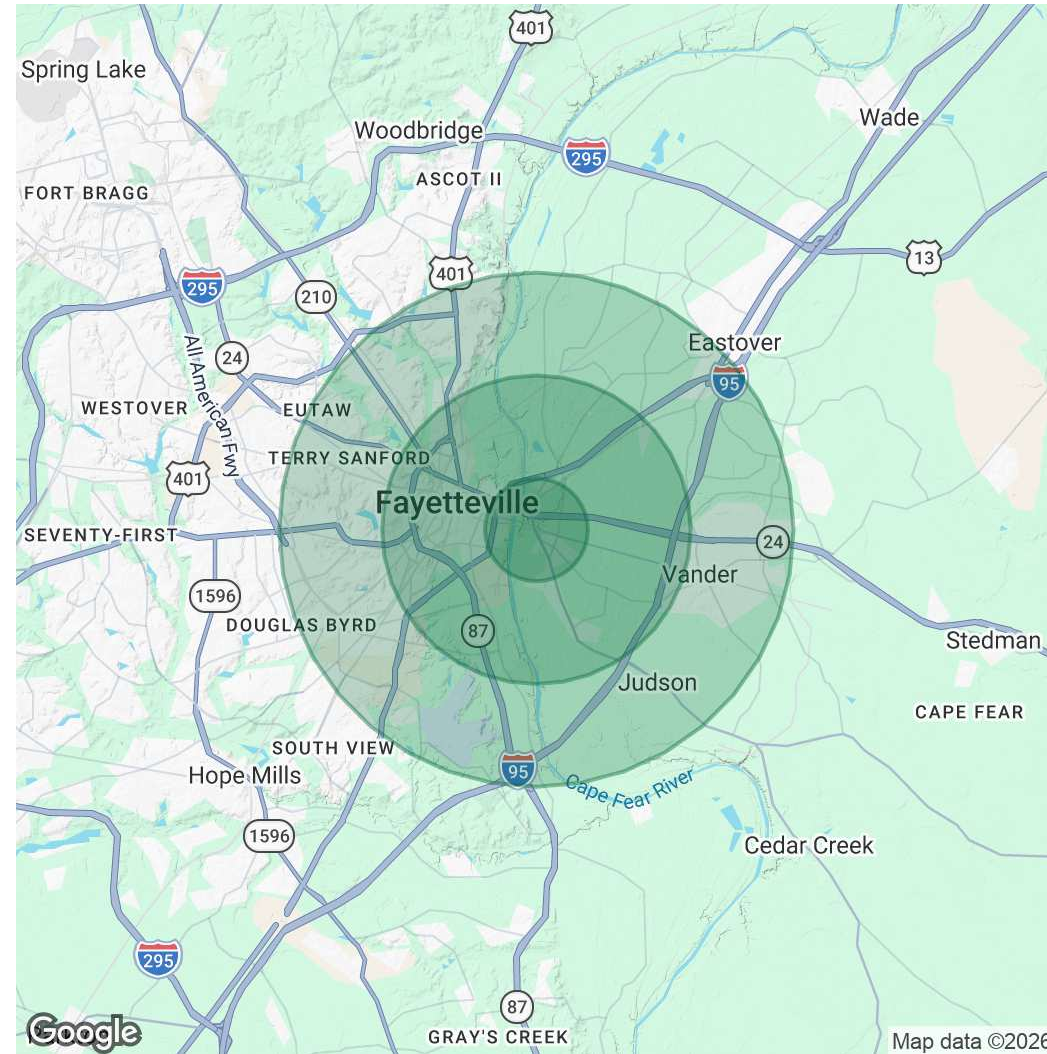 401
Spring Lake
Wade
Woodbridge
295
ASCOT II
FORT BRAGG
13
401
295
210
Eastover
24
95
All American Fwy
WESTOVER
EUTAW
TERRY SANFORD
401
Fayetteville
SEVENTY-FIRST
24
Vander
1596
DOUGLAS BYRD
87
Stedman
Judson
CAPE FEAR
SOUTH VIEW
95
Hope Mills
Cape Fear River
1596
Cedar Creek
295
87
Google
GRAY'S CREEK
Map data ©2026